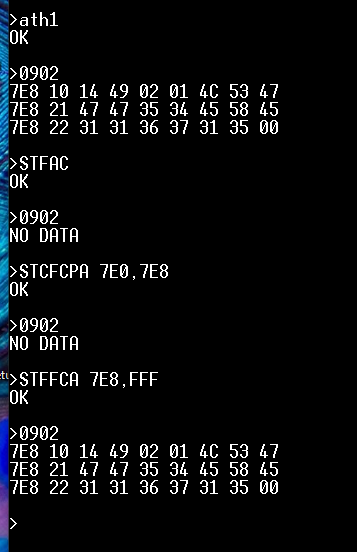 >ath1
OK
>0902
7E8 10 14 49 02 01 4C 53 47
7E8 21 47 47 35 34 45 58 45
7E8 22 31 31 36 37 31 35 00
>STFAC
OK
>0902
NO DATA
>STCFCPA 7E0,7E8
OK
>0902
NO DATA
>STFFCA 7E8,FFF
OK
>0902
7E8 10 14 49 02 01 4C 53 47
7E8 21 47 47 35 34 45 58 45
7E8 22 31 31 36 37 31 35 00
>